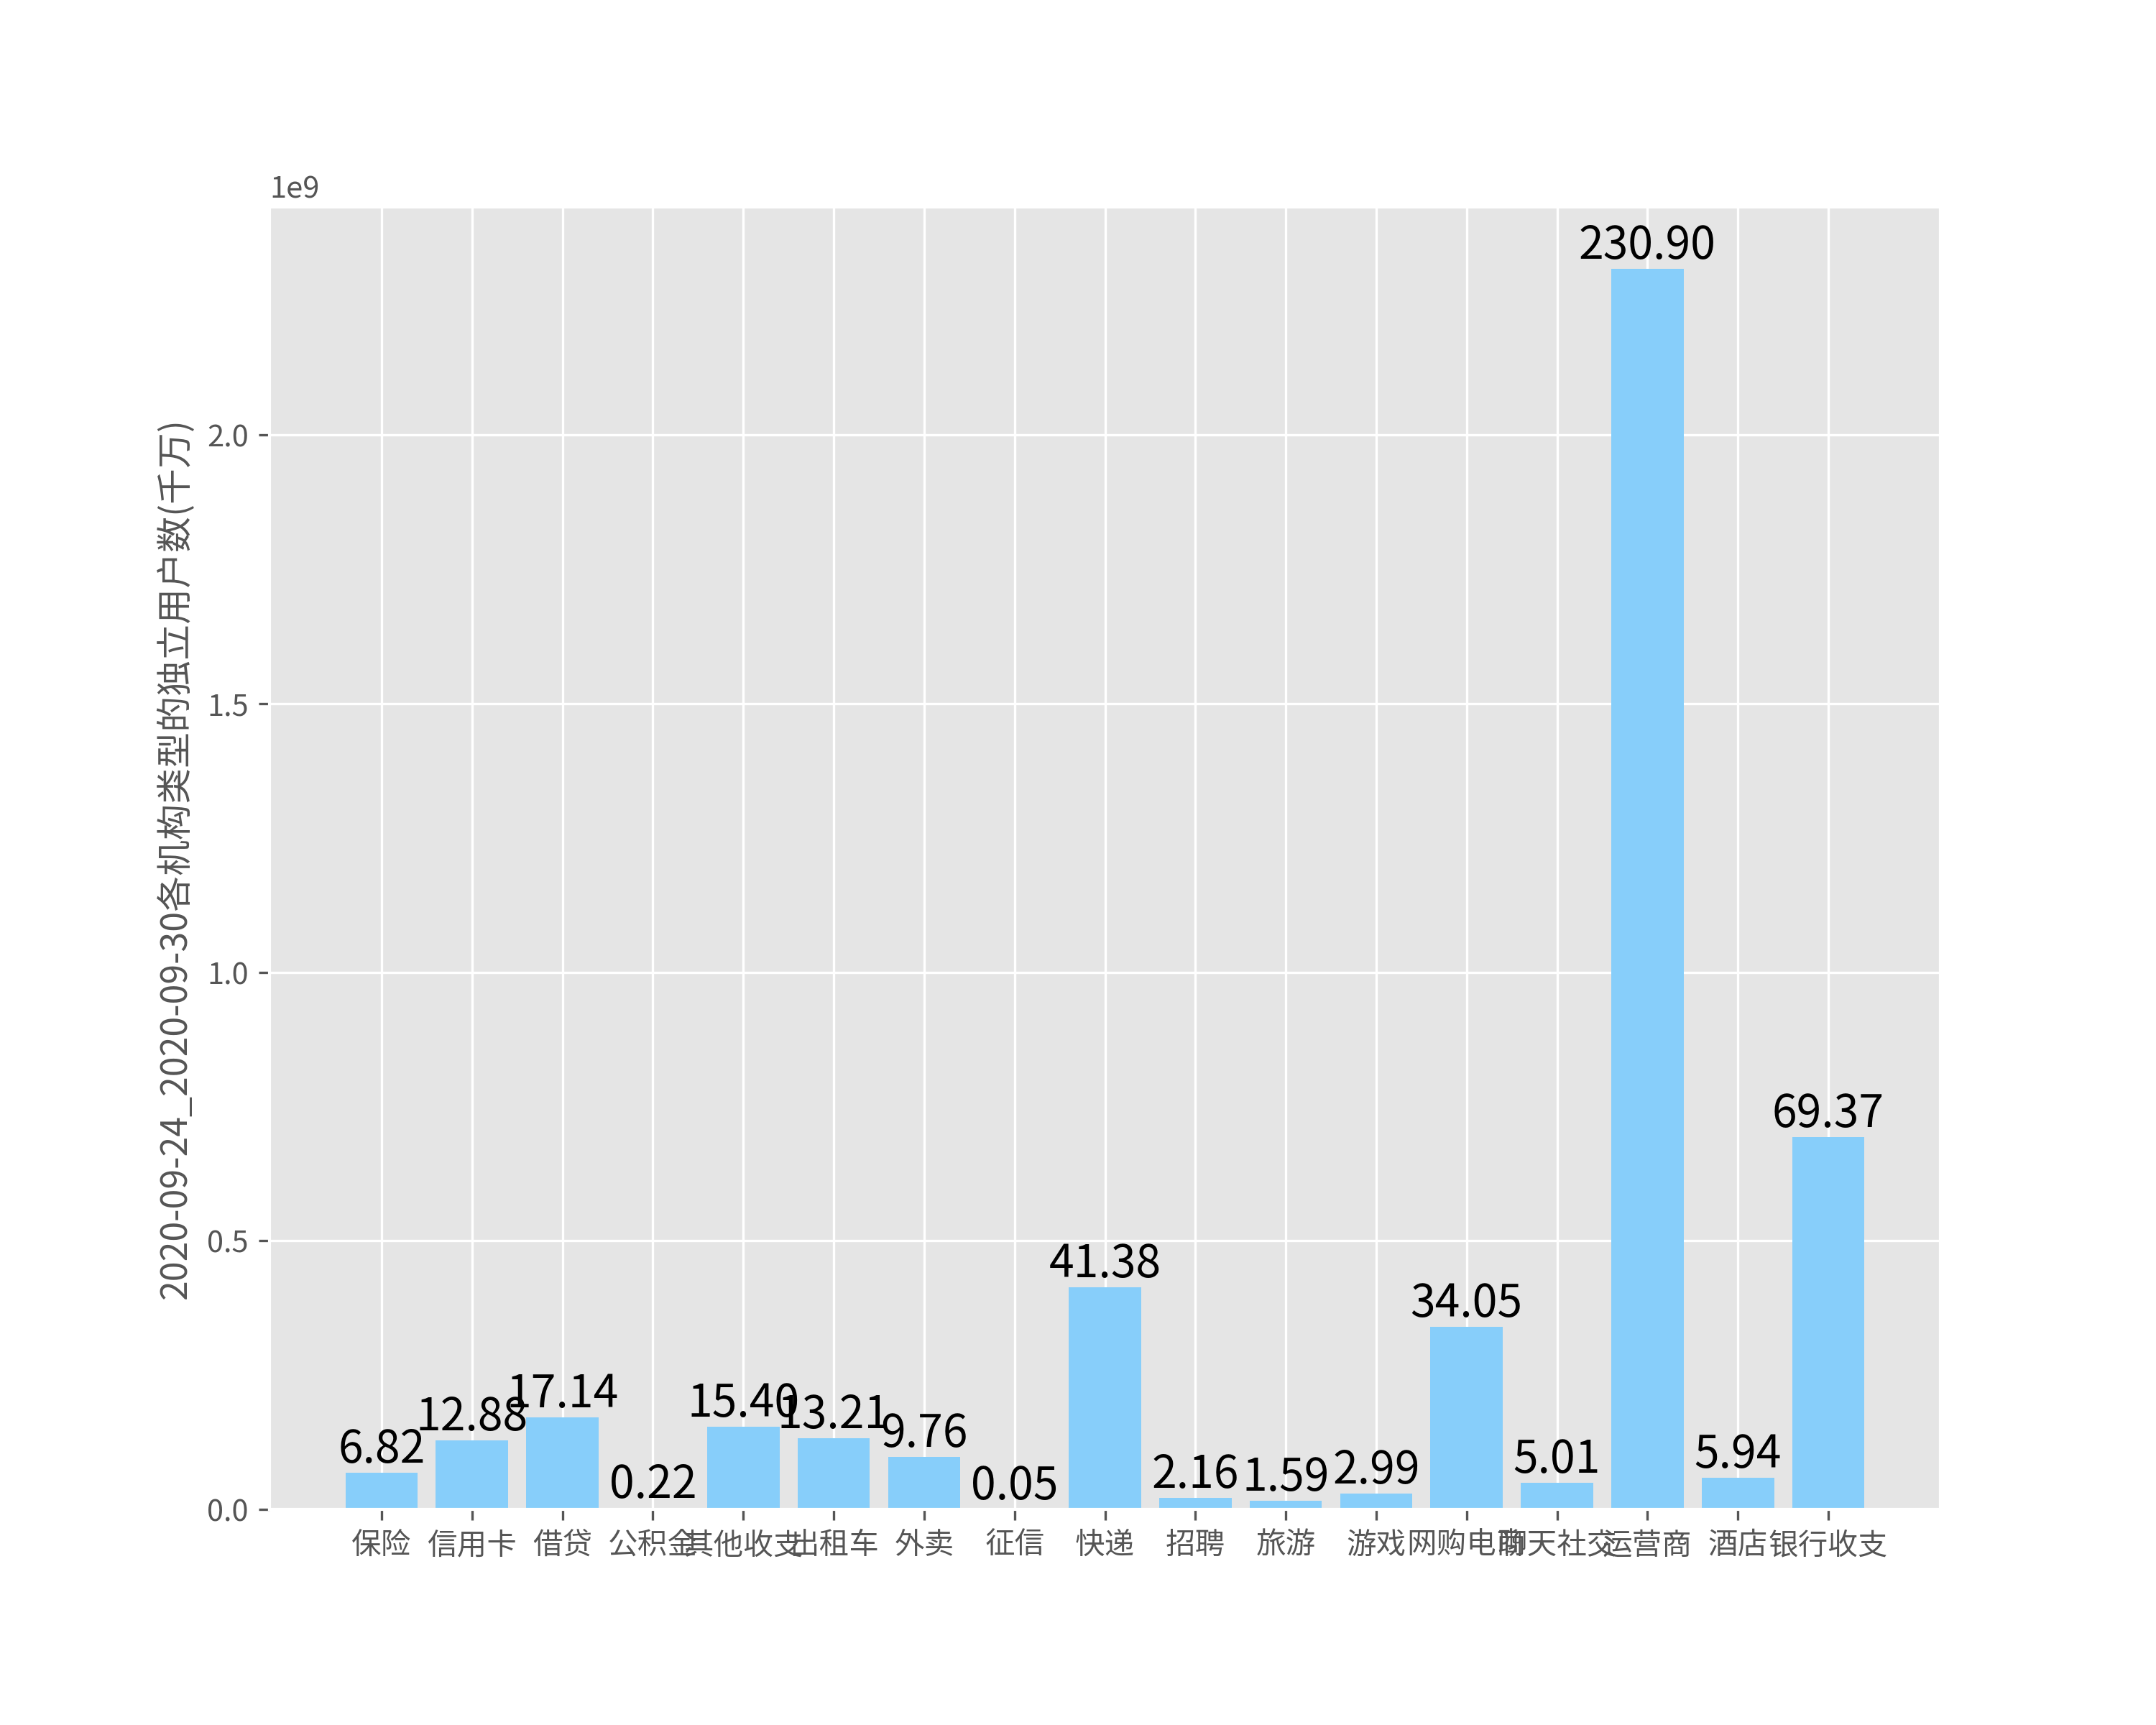 1e9
2020-09-24_2020-09-30各机构类型的独立用户数(千万)
2.0
1.5
1.0
0.5
0.0
6.82
12.88
17.14
0.22
15.40
13.21
9.76
0.05
41.38
2.16
1.59
2.99
34.05
5.01
230.90
5.94
69.37
保险
信用卡
借贷
公积金
其他收支
出租车
外卖
征信
快递
招聘
旅游
游戏
网购电商
聊天社交
运营商
酒店
银行收支